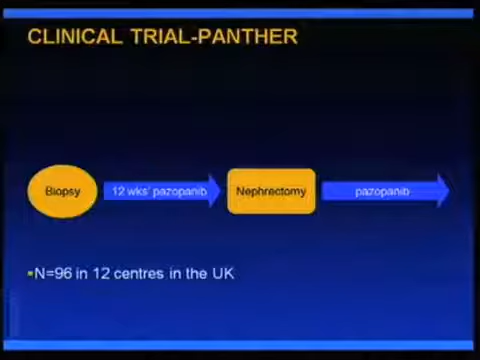 CLINICAL TRIAL-PANTHER
Biopsy
12 wks' pazopanib
Nephrectomy
pazopanib
▪N=96 in 12 centres in the UK